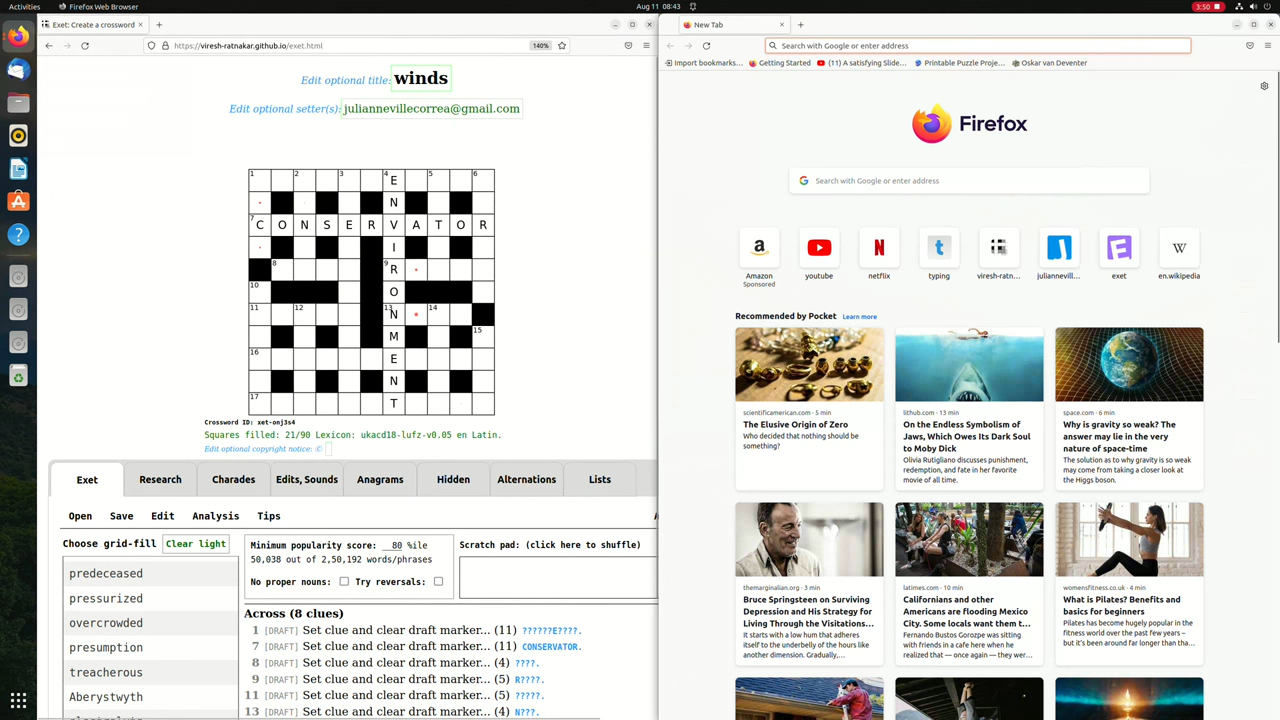 Activities
Firefox Web Browser
Aug 11 08:43
3:50
Exet: Create a crossword
https://viresh-ratnakar.github.io/exet.html
140%
Edit optional title: winds
Edit optional setter(s): juliannevillecorrea@gmail.com
1 2 3 4 E 5 6
N
7 C O N S E R V A T O R
I
8 9 R
10 O
11 12 13 N 14
M 15
16 E
N
17 T
Crossword ID: xet-onj3s4
Squares filled: 21/90 Lexicon: ukacd18-lufz-v0.05 en Latin.
Edit optional copyright notice: ©
Exet
Research
Charades
Edits, Sounds
Anagrams
Hidden
Alternations
Lists
Open
Save
Edit
Analysis
Tips
Choose grid-fill
Clear light
predeceased
pressurized
overcrowded
presumption
treacherous
Aberystwyth
Minimum popularity score: 80 %ile
50,038 out of 2,50,192 words/phrases
No proper nouns:
Try reversals:
Scratch pad: (click here to shuffle)
Across (8 clues)
1 [DRAFT] Set clue and clear draft marker... (11) ??????E????.
7 [DRAFT] Set clue and clear draft marker... (11) CONSERVATOR.
8 [DRAFT] Set clue and clear draft marker... (4) ????.
9 [DRAFT] Set clue and clear draft marker... (5) R????.
11 [DRAFT] Set clue and clear draft marker... (5) ?????.
13 [DRAFT] Set clue and clear draft marker... (4) N???.
New Tab
Search with Google or enter address
Import bookmarks...
Getting Started
(11) A satisfying Slide...
Printable Puzzle Proje...
Oskar van Deventer
Firefox
Search with Google or enter address
Amazon
Sponsored
youtube
netflix
typing
viresh-ratn...
juliannevill...
exet
en.wikipedia
Recommended by Pocket
Learn more
scientificamerican.com · 5 min
The Elusive Origin of Zero
Who decided that nothing should be
something?
lithub.com · 13 min
On the Endless Symbolism of
Jaws, Which Owes Its Dark Soul
to Moby Dick
Olivia Rutigliano discusses punishment,
redemption, and fate in her favorite
movie of all time.
space.com · 6 min
Why is gravity so weak? The
answer may lie in the very
nature of space-time
The solution as to why gravity is so weak
may come from taking a closer look at
the Higgs boson.
themarginalian.org · 3 min
Bruce Springsteen on Surviving
Depression and His Strategy for
Living Through the Visitations...
It starts with a low hum that adheres
itself to the underbelly of the hours like
another dimension. Gradually,...
latimes.com · 10 min
Californians and other
Americans are flooding Mexico
City. Some locals want them t...
Fernando Bustos Gorozpe was sitting
with friends in a cafe here when he
realized that — once again — they wer...
womensfitness.co.uk · 4 min
What is Pilates? Benefits and
basics for beginners
Pilates has become hugely popular in the
fitness world over the past few years –
but it's been around far longer than tha...